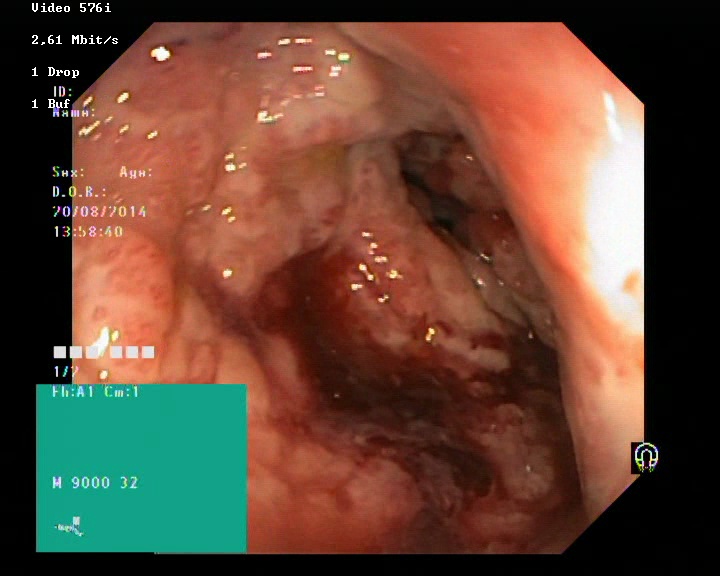 Video 576i
2,61 Mbit/s
1 Drop
ID:
1 Buf
Name:
Sex: Age:
D.O.B.:
20/08/2014
13:58:40
1/2
Eh:A1 Cm:1
M 9000 32